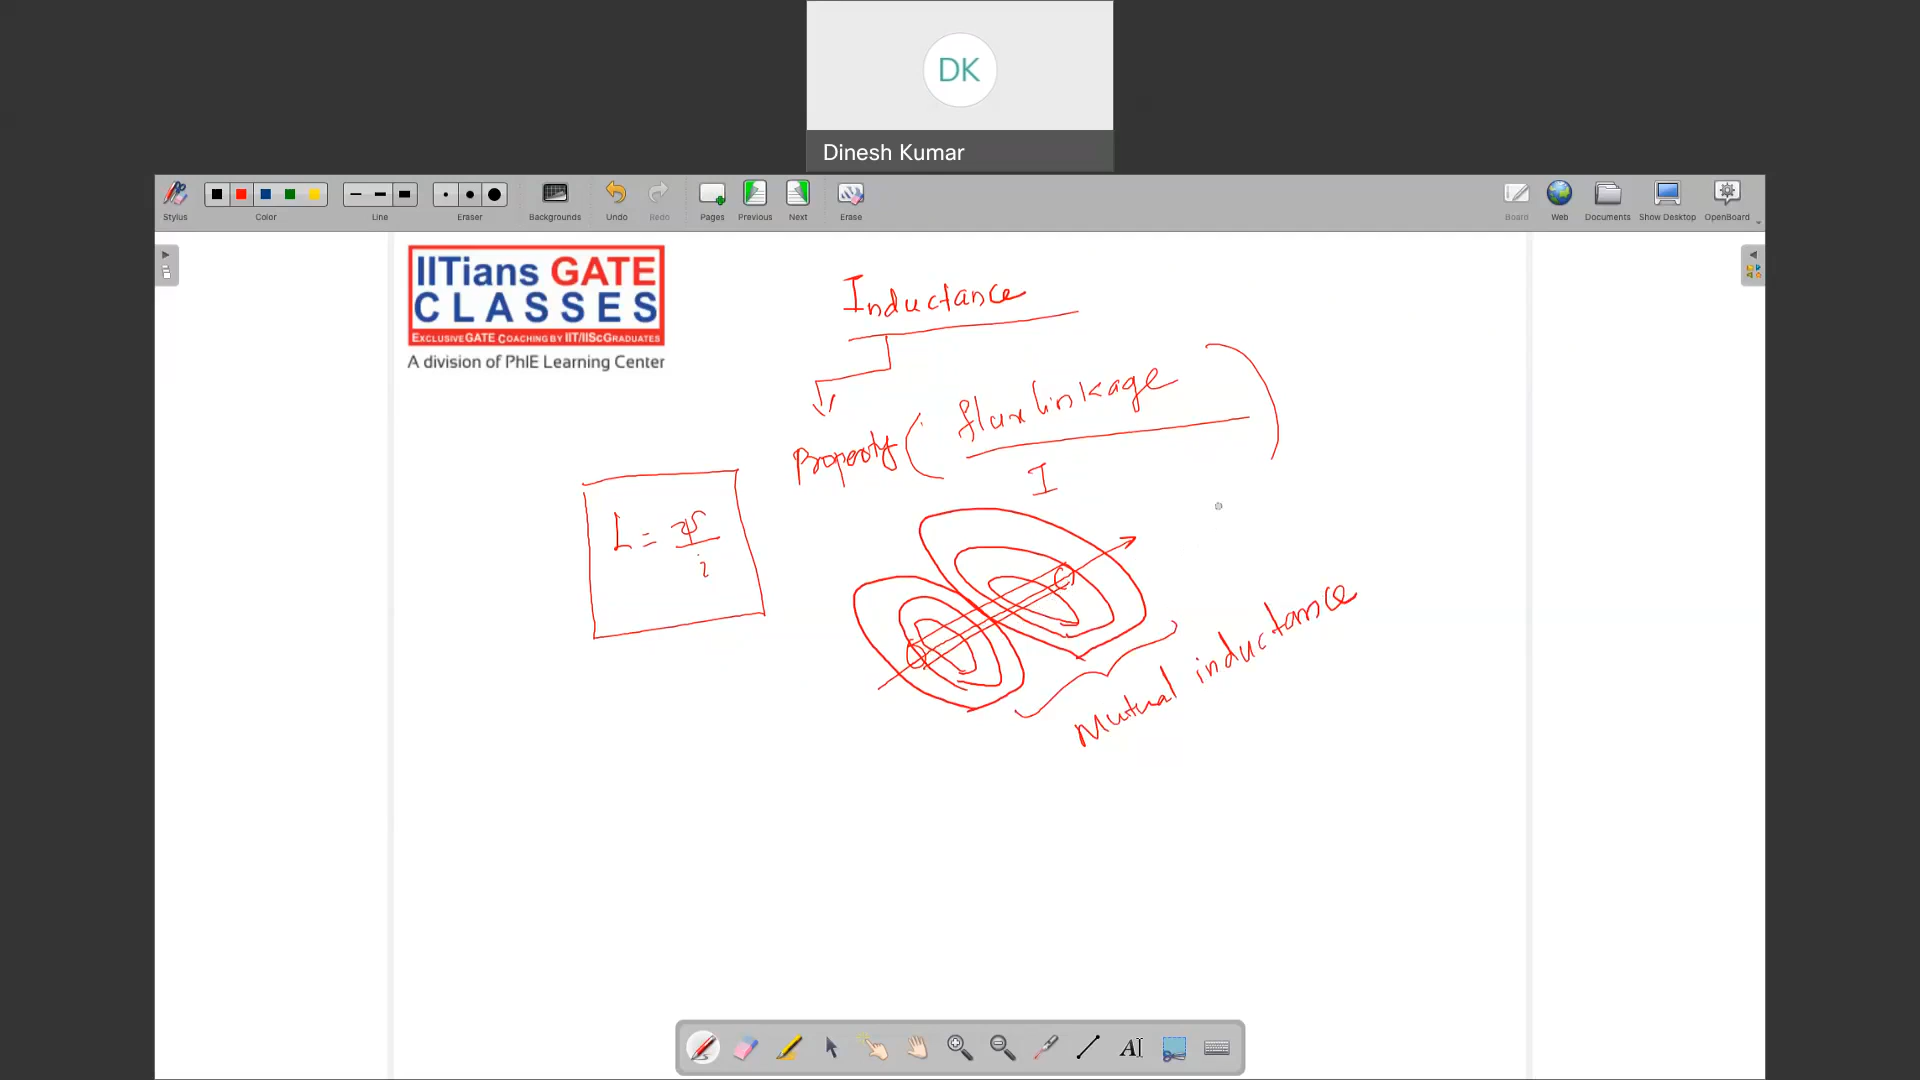 DK
Dinesh Kumar
Stylus
Color
Line
Eraser
Backgrounds
Undo
Redo
Pages
Previous
Next
Erase
Board
Web
Documents
Show Desktop
OpenBoard
IITians GATE
CLASSES
EXCLUSIVE GATE COACHING BY IIT/IISc GRADUATES
A division of PhIE Learning Center
Inductance
Property ( flux linkage / I )
L = ψ / i
Mutual inductance
AI